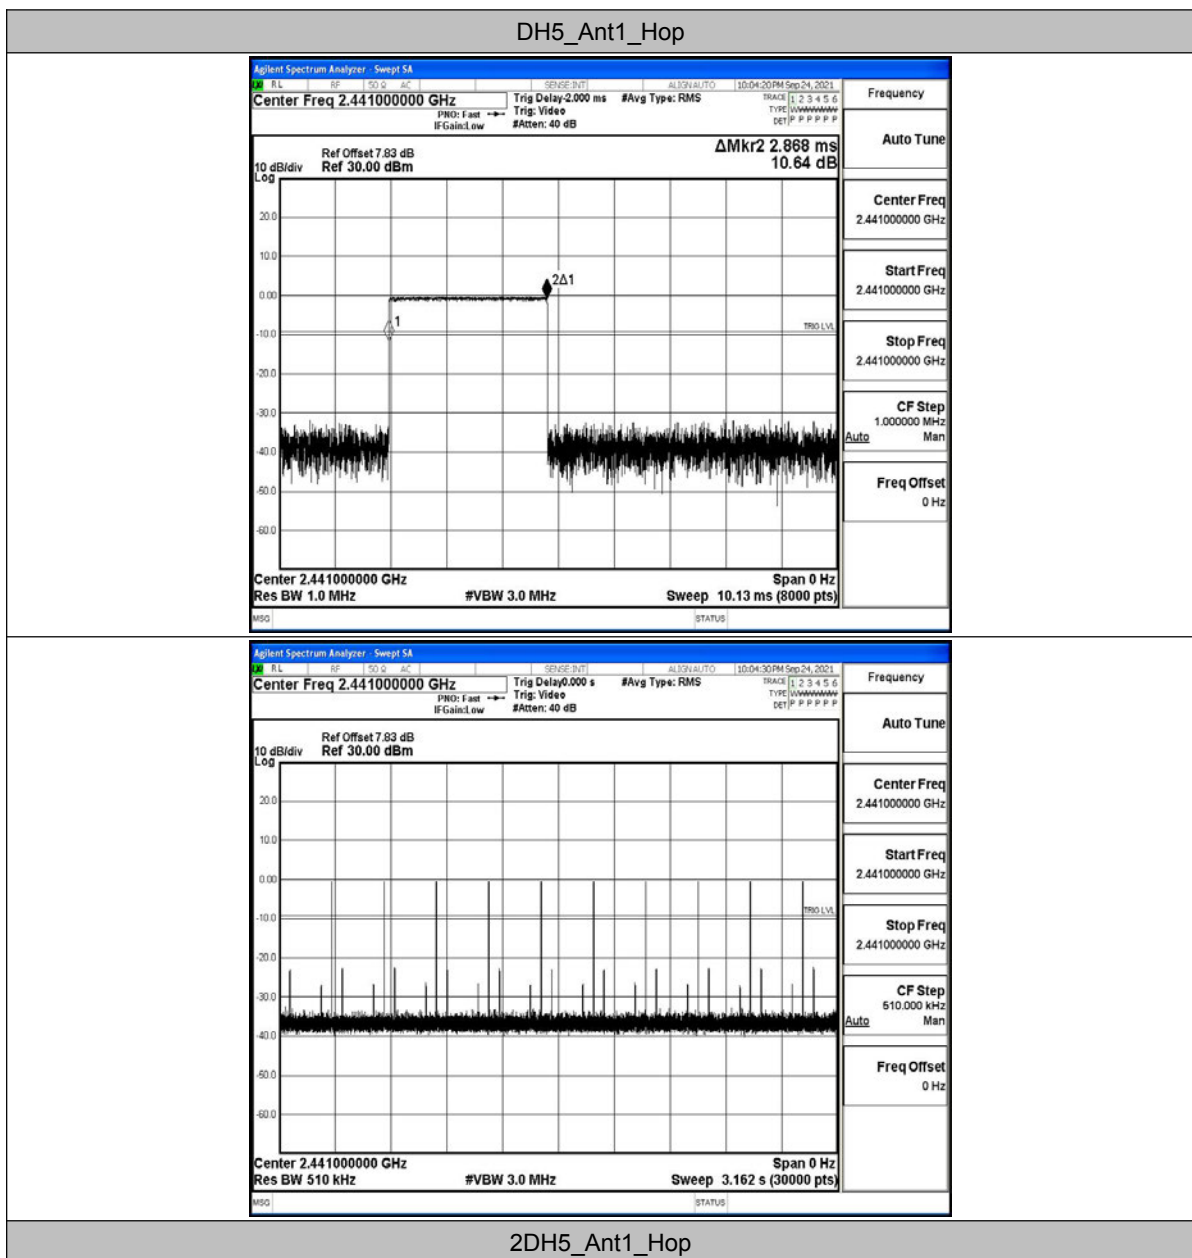 DH5_Ant1_Hop
Agilent Spectrum Analyzer - Swept SA
RL RF 50 Ω AC SENSE:INT ALIGN AUTO 10:04:20 PM Sep 24, 2021
Center Freq 2.441000000 GHz
Trig Delay-2.000 ms #Avg Type: RMS
TRACE 1 2 3 4 5 6
PNO: Fast Trig: Video
TYPE WWWWWW
IFGain:Low #Atten: 40 dB
DET P P P P P P
Frequency
Auto Tune
ΔMkr2 2.868 ms
10.64 dB
Ref Offset 7.83 dB
10 dB/div Ref 30.00 dBm
Log
20.0
10.0
0.00
-10.0
-20.0
-30.0
-40.0
-50.0
-60.0
1
2Δ1
TRIG LVL
Center Freq
2.441000000 GHz
Start Freq
2.441000000 GHz
Stop Freq
2.441000000 GHz
CF Step
1.000000 MHz
Auto Man
Freq Offset
0 Hz
Center 2.441000000 GHz Span 0 Hz
Res BW 1.0 MHz #VBW 3.0 MHz Sweep 10.13 ms (8000 pts)
MSG STATUS
Agilent Spectrum Analyzer - Swept SA
RL RF 50 Ω AC SENSE:INT ALIGN AUTO 10:04:30 PM Sep 24, 2021
Center Freq 2.441000000 GHz
Trig Delay0.000 s #Avg Type: RMS
TRACE 1 2 3 4 5 6
PNO: Fast Trig: Video
TYPE WWWWWW
IFGain:Low #Atten: 40 dB
DET P P P P P P
Frequency
Auto Tune
Ref Offset 7.83 dB
10 dB/div Ref 30.00 dBm
Log
20.0
10.0
0.00
-10.0
-20.0
-30.0
-40.0
-50.0
-60.0
TRIG LVL
Center Freq
2.441000000 GHz
Start Freq
2.441000000 GHz
Stop Freq
2.441000000 GHz
CF Step
510.000 kHz
Auto Man
Freq Offset
0 Hz
Center 2.441000000 GHz Span 0 Hz
Res BW 510 kHz #VBW 3.0 MHz Sweep 3.162 s (30000 pts)
MSG STATUS
2DH5_Ant1_Hop